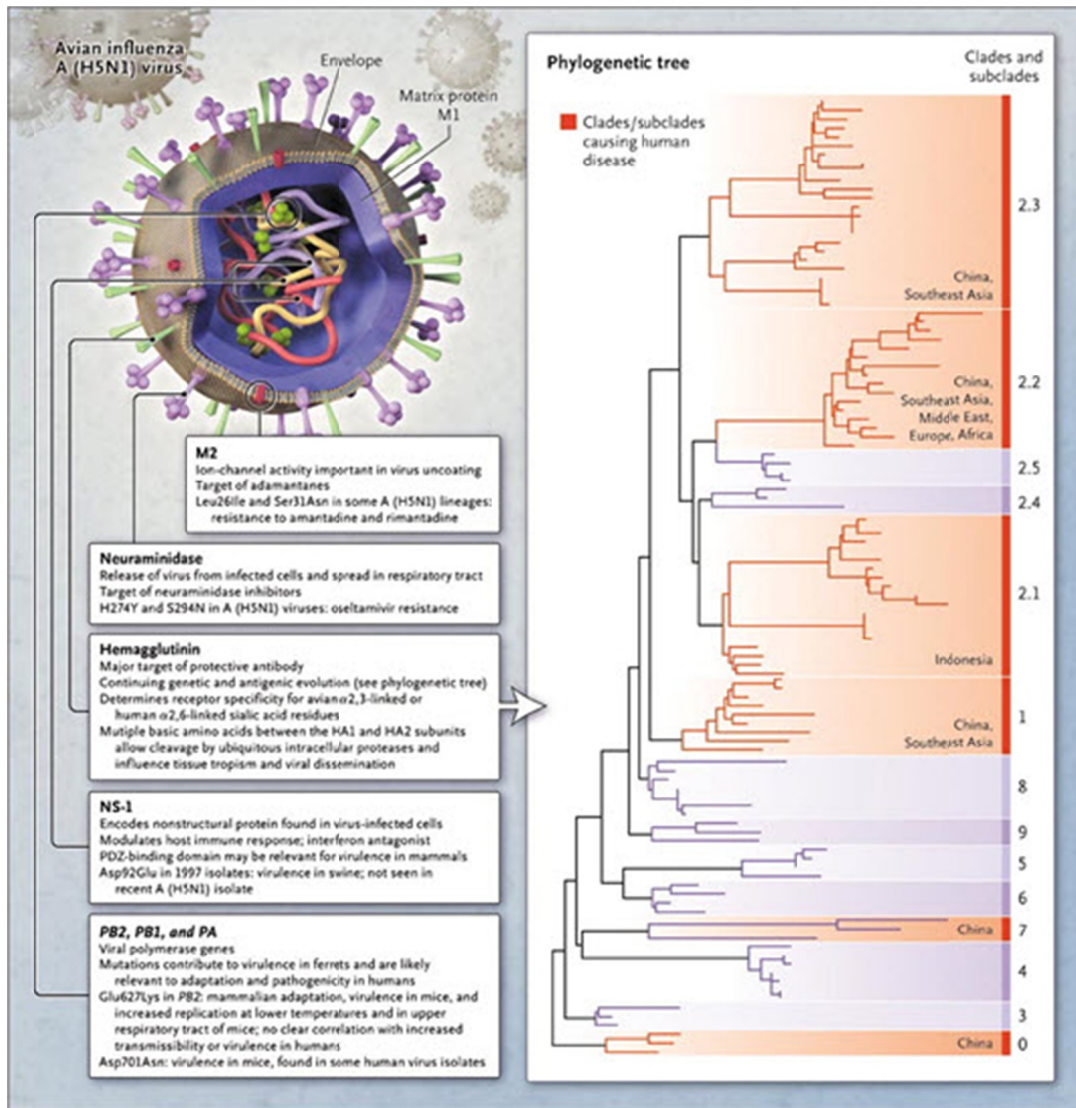 Avian influenza
A (H5N1) virus
Envelope
Matrix protein
M1
M2
Ion-channel activity important in virus uncoating
Target of adamantanes
Leu26Ile and Ser31Asn in some A (H5N1) lineages:
resistance to amantadine and rimantadine
Neuraminidase
Release of virus from infected cells and spread in respiratory tract
Target of neuraminidase inhibitors
H274Y and S294N in A (H5N1) viruses: oseltamivir resistance
Hemagglutinin
Major target of protective antibody
Continuing genetic and antigenic evolution (see phylogenetic tree)
Determines receptor specificity for avian α2,3-linked or
human α2,6-linked sialic acid residues
Mutiple basic amino acids between the HA1 and HA2 subunits
allow cleavage by ubiquitous intracellular proteases and
influence tissue tropism and viral dissemination
NS-1
Encodes nonstructural protein found in virus-infected cells
Modulates host immune response; interferon antagonist
PDZ-binding domain may be relevant for virulence in mammals
Asp92Glu in 1997 isolates: virulence in swine; not seen in
recent A (H5N1) isolate
PB2, PB1, and PA
Viral polymerase genes
Mutations contribute to virulence in ferrets and are likely
relevant to adaptation and pathogenicity in humans
Glu627Lys in PB2: mammalian adaptation, virulence in mice, and
increased replication at lower temperatures and in upper
respiratory tract of mice; no clear correlation with increased
transmissibility or virulence in humans
Asp701Asn: virulence in mice, found in some human virus isolates
Phylogenetic tree
Clades and
subclades
Clades/subclades
causing human
disease
2.3
China,
Southeast Asia
2.2
China,
Southeast Asia,
Middle East,
Europe, Africa
2.5
2.4
2.1
Indonesia
1
China,
Southeast Asia
8
9
5
6
7
China
4
3
0
China